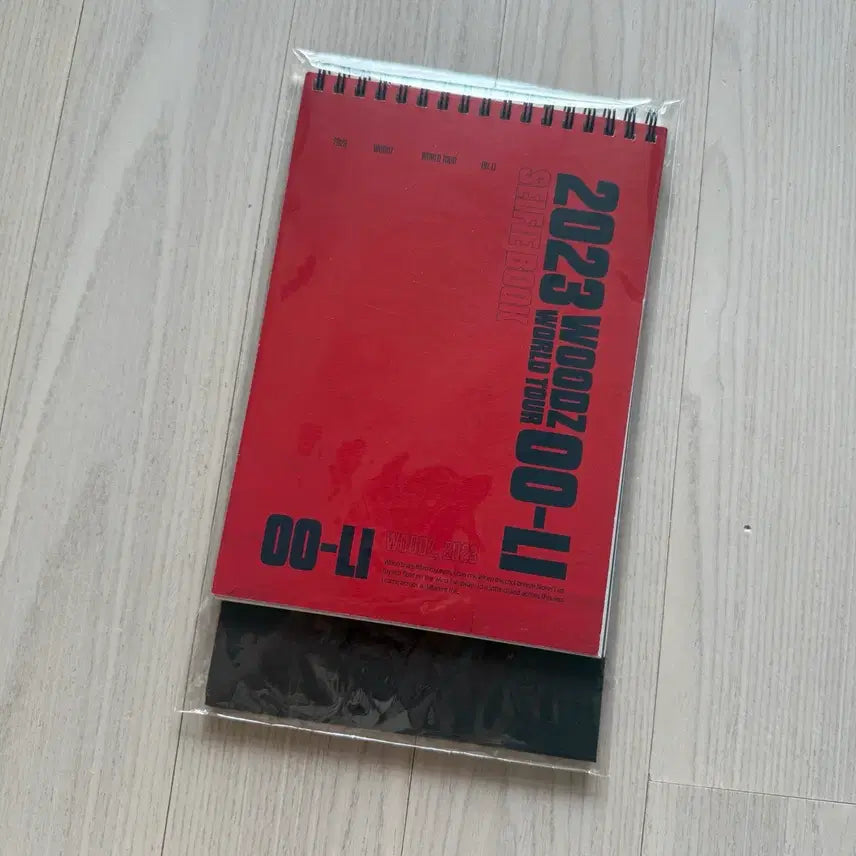 2023 WOODZ WORLD TOUR OO-LI
2023 WOODZ
WORLD TOUR
OO-LI
SELFIE BOOK
OO-LI
WOODZ, 2023